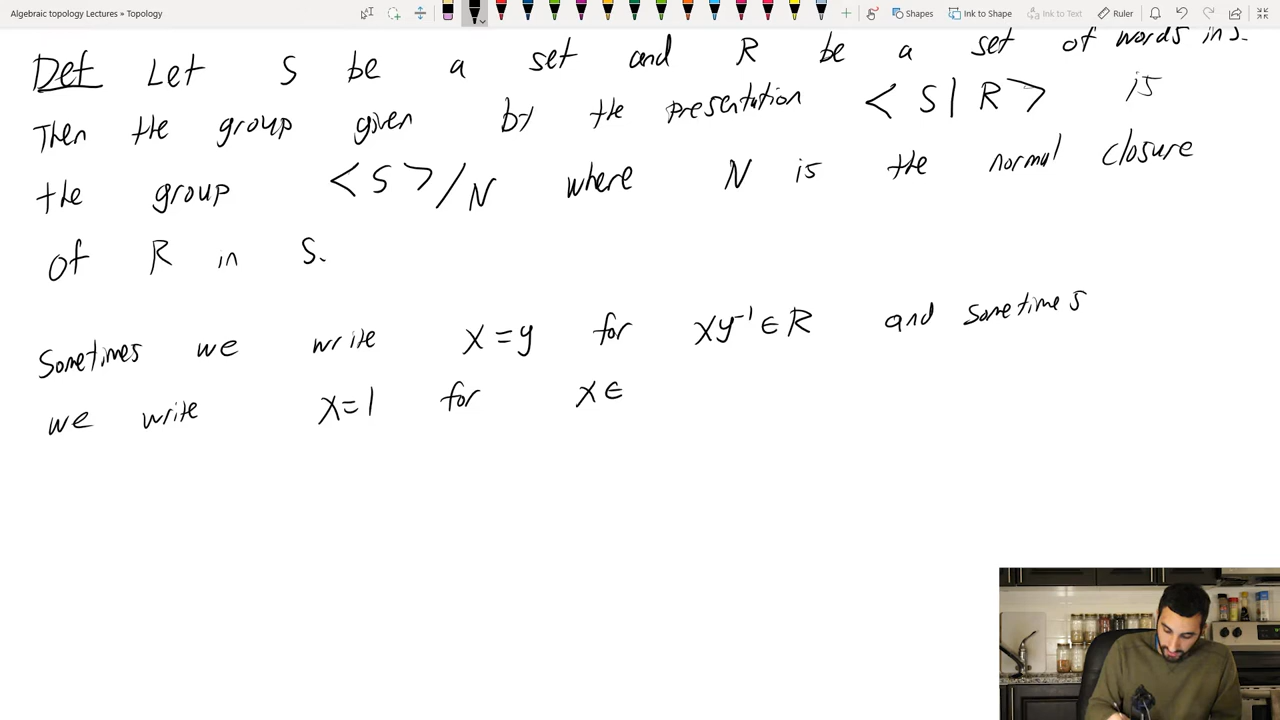 Algebraic topology Lectures » Topology
Shapes Ink to Shape Ink to Text Ruler
Def Let S be a set and R be a set of words in S.
Then the group given by the presentation < S | R > is
the group < S > / N where N is the normal closure
of R in S.
Sometimes we write x = y for xy⁻¹ ∈ R and sometimes
we write x = 1 for x ∈